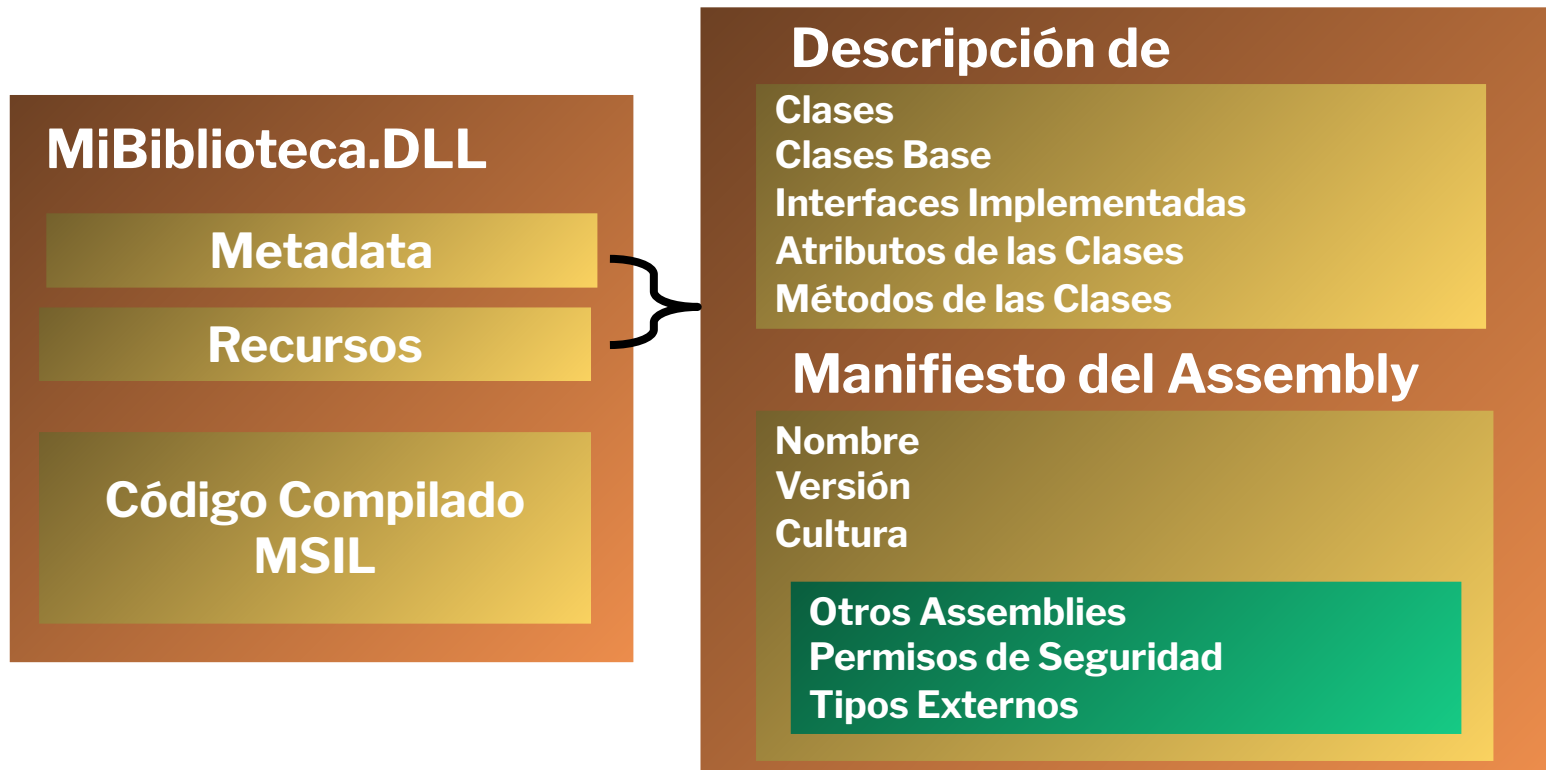 MiBiblioteca.DLL
Metadata
Recursos
Código Compilado
MSIL
Descripción de
Clases
Clases Base
Interfaces Implementadas
Atributos de las Clases
Métodos de las Clases
Manifiesto del Assembly
Nombre
Versión
Cultura
Otros Assemblies
Permisos de Seguridad
Tipos Externos